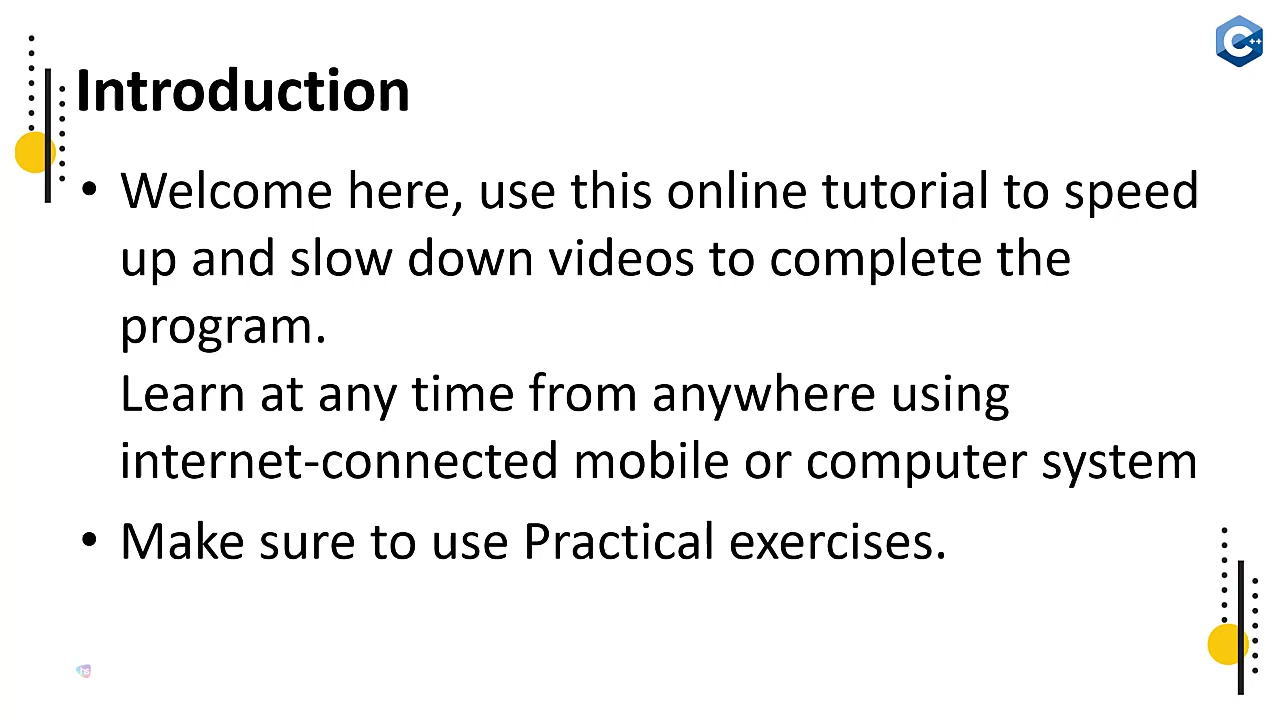 C++
Introduction
• Welcome here, use this online tutorial to speed
up and slow down videos to complete the
program.
Learn at any time from anywhere using
internet-connected mobile or computer system
• Make sure to use Practical exercises.
hs